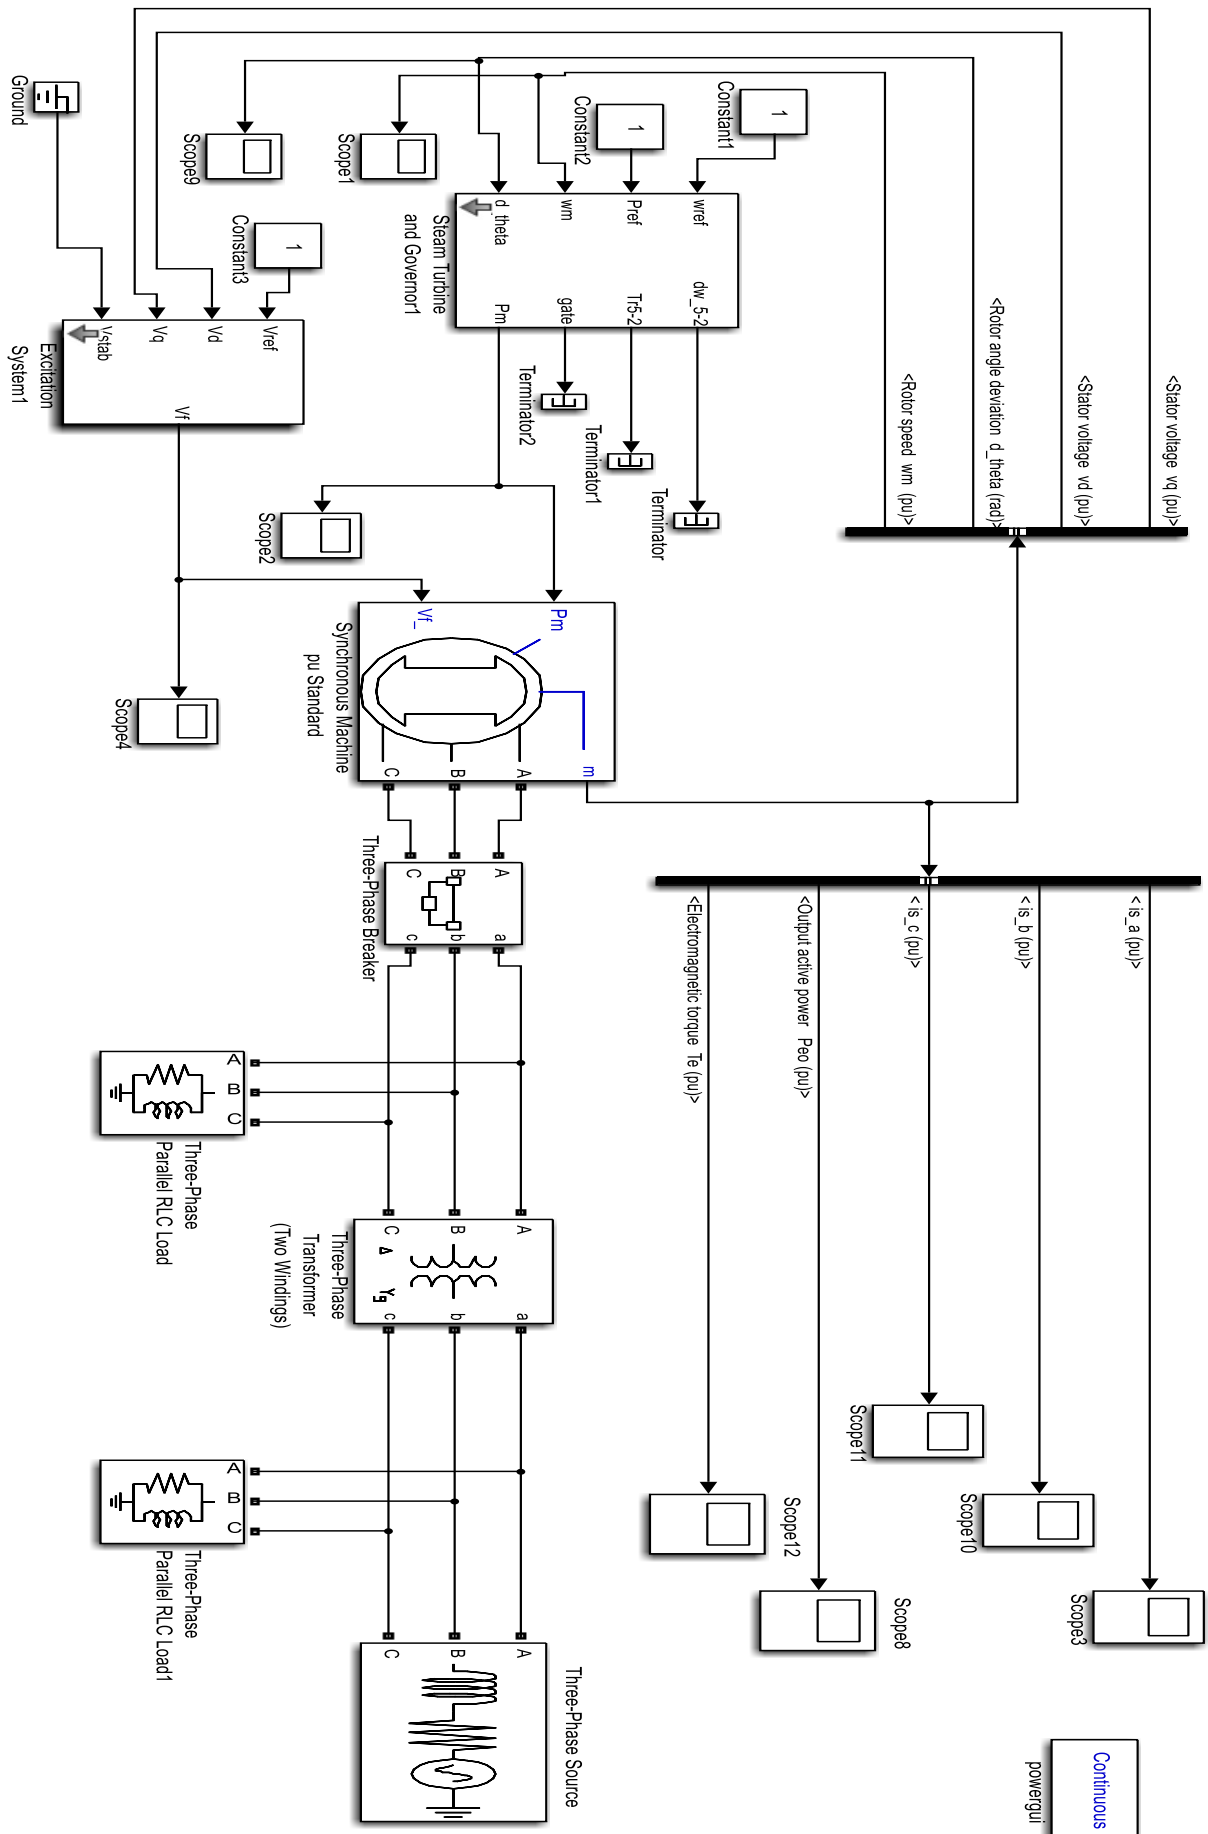 Continuous
powergui
<Stator voltage  vq (pu)>
<Stator voltage  vd (pu)>
<Rotor angle deviation  d_theta (rad)>
<Rotor speed  wm  (pu)>
< is_a (pu)>
< is_b (pu)>
< is_c (pu)>
<Output active power   Peo (pu)>
<Electromagnetic torque  Te (pu)>
Scope3
Scope10
Scope11
Scope8
Scope12
1
Constant1
1
Constant2
wref
Pref
wm
d_theta
dw_5-2
Tr5-2
gate
Pm
Steam Turbine
and Governor1
Terminator
Terminator1
Terminator2
Scope1
Scope9
Scope2
Ground
1
Constant3
Vref
Vd
Vq
Vstab
Vf
Excitation
System1
Scope4
Pm
Vf_
m
A
B
C
Synchronous Machine
pu Standard
A
B
C
a
b
c
Three-Phase Breaker
A
B
C
Three-Phase
Parallel RLC Load
A
B
C
Δ
Yg
a
b
c
Three-Phase
Transformer
(Two Windings)
A
B
C
Three-Phase
Parallel RLC Load1
A
B
C
Three-Phase Source